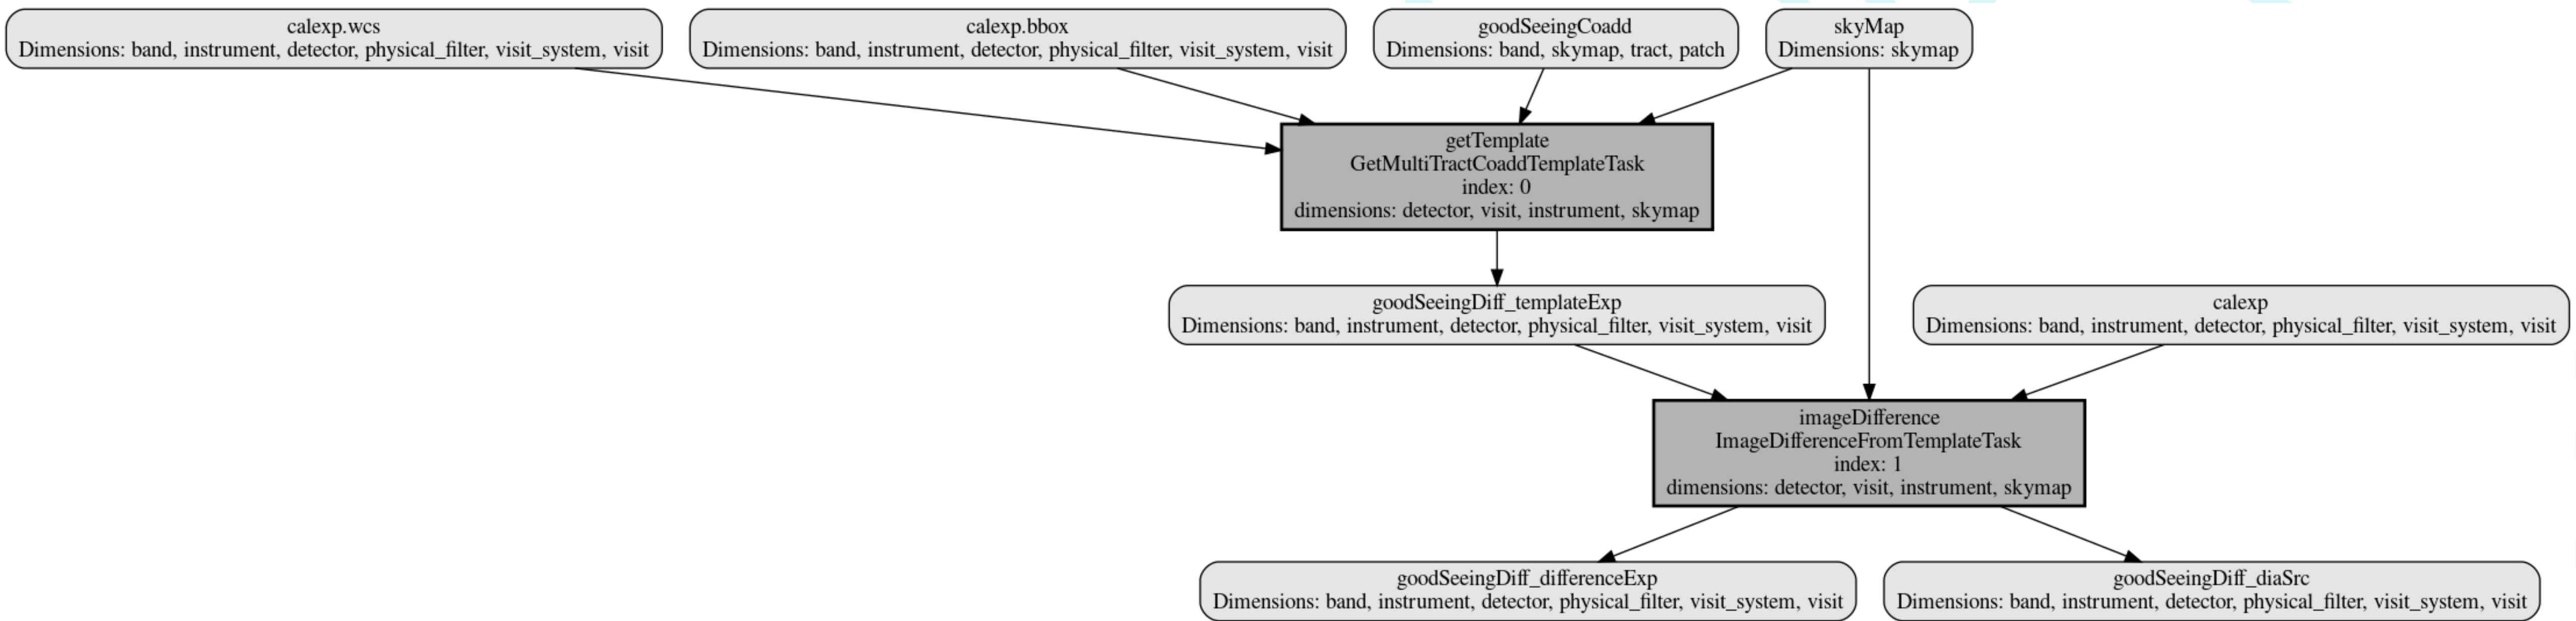 calexp.wcs
Dimensions: band, instrument, detector, physical_filter, visit_system, visit
calexp.bbox
Dimensions: band, instrument, detector, physical_filter, visit_system, visit
goodSeeingCoadd
Dimensions: band, skymap, tract, patch
skyMap
Dimensions: skymap
getTemplate
GetMultiTractCoaddTemplateTask
index: 0
dimensions: detector, visit, instrument, skymap
goodSeeingDiff_templateExp
Dimensions: band, instrument, detector, physical_filter, visit_system, visit
calexp
Dimensions: band, instrument, detector, physical_filter, visit_system, visit
imageDifference
ImageDifferenceFromTemplateTask
index: 1
dimensions: detector, visit, instrument, skymap
goodSeeingDiff_differenceExp
Dimensions: band, instrument, detector, physical_filter, visit_system, visit
goodSeeingDiff_diaSrc
Dimensions: band, instrument, detector, physical_filter, visit_system, visit